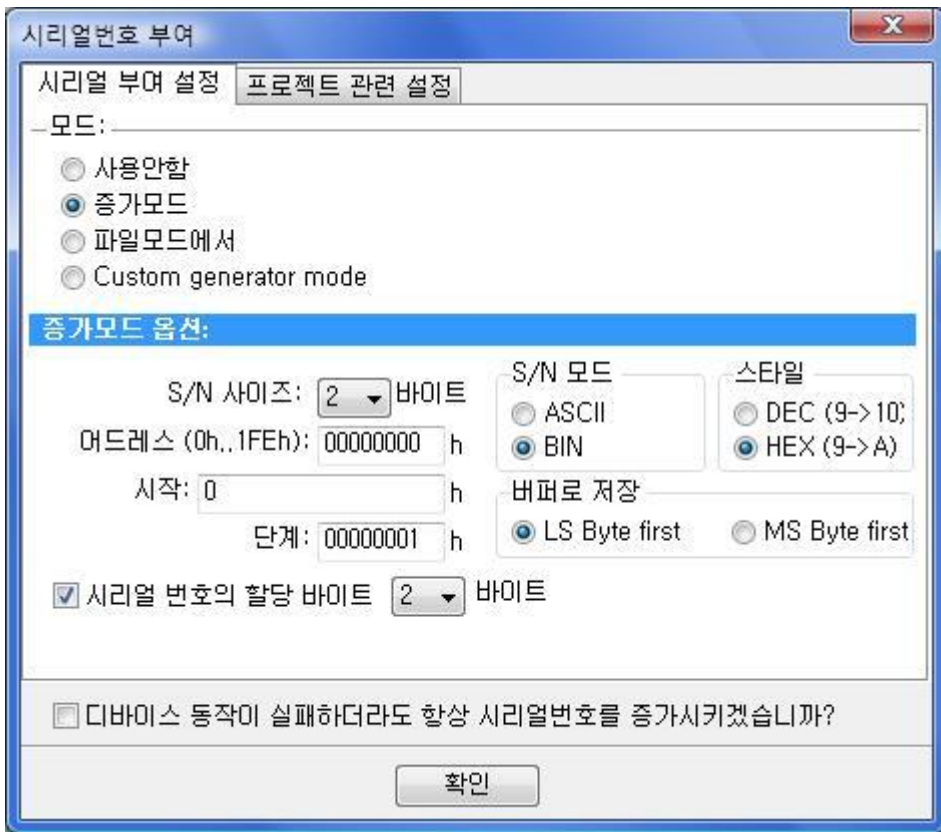 시리얼번호 부여
시리얼 부여 설정 프로젝트 관련 설정
모드:
사용안함
증가모드
파일모드에서
Custom generator mode
증가모드 옵션:
S/N 사이즈: 2 바이트
어드레스 (0h,.1FEh): 00000000 h
시작: 0 h
단계: 00000001 h
S/N 모드
ASCII
BIN
스타일
DEC (9->10)
HEX (9->A)
버퍼로 저장
LS Byte first MS Byte first
시리얼 번호의 할당 바이트 2 바이트
디바이스 동작이 실패하더라도 항상 시리얼번호를 증가시키겠습니까?
확인